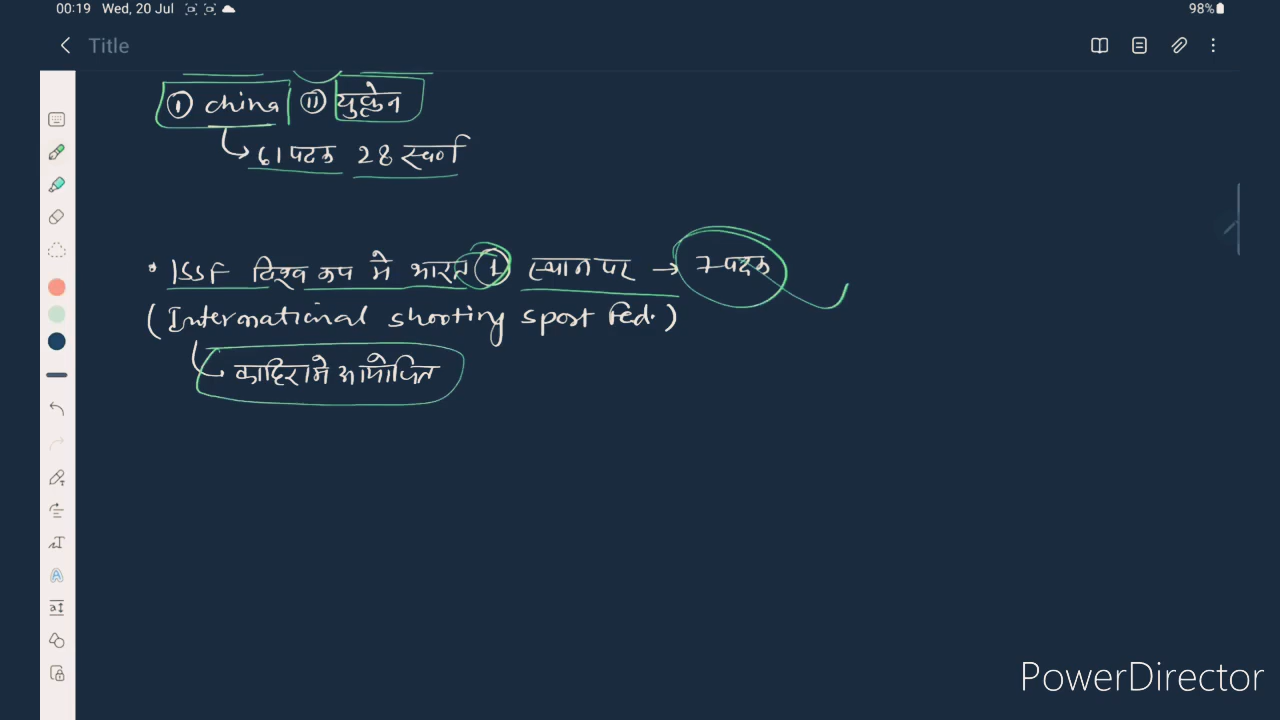 00:19 Wed, 20 Jul 98%
Title
① china ⑪ युक्रेन
61 पदक 28 स्वर्ण
• ISSF विश्व कप मे भारत ① स्थान पर → 7 पदक
(International shooting sport Fed.)
काहिरा मे आयोजित
PowerDirector